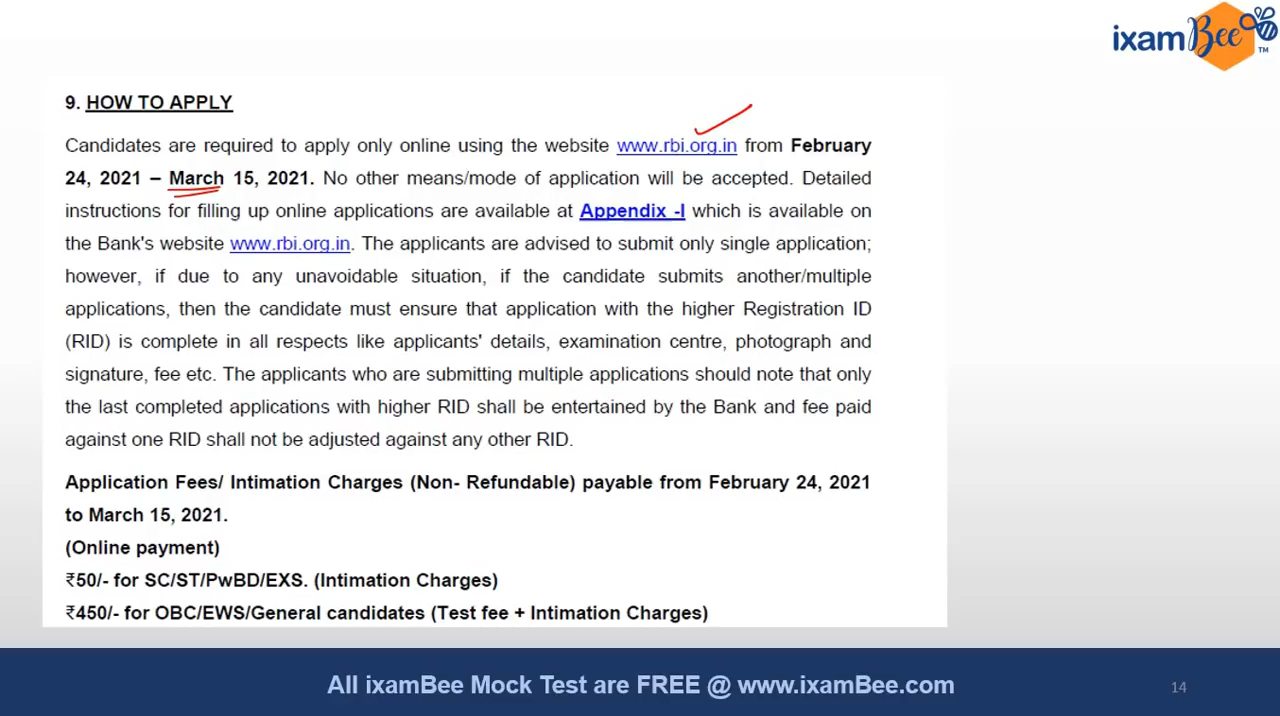 ixamBee TM
9. HOW TO APPLY
Candidates are required to apply only online using the website www.rbi.org.in from February
24, 2021 – March 15, 2021. No other means/mode of application will be accepted. Detailed
instructions for filling up online applications are available at Appendix -I which is available on
the Bank's website www.rbi.org.in. The applicants are advised to submit only single application;
however, if due to any unavoidable situation, if the candidate submits another/multiple
applications, then the candidate must ensure that application with the higher Registration ID
(RID) is complete in all respects like applicants' details, examination centre, photograph and
signature, fee etc. The applicants who are submitting multiple applications should note that only
the last completed applications with higher RID shall be entertained by the Bank and fee paid
against one RID shall not be adjusted against any other RID.
Application Fees/ Intimation Charges (Non- Refundable) payable from February 24, 2021
to March 15, 2021.
(Online payment)
₹50/- for SC/ST/PwBD/EXS. (Intimation Charges)
₹450/- for OBC/EWS/General candidates (Test fee + Intimation Charges)
All ixamBee Mock Test are FREE @ www.ixamBee.com
14